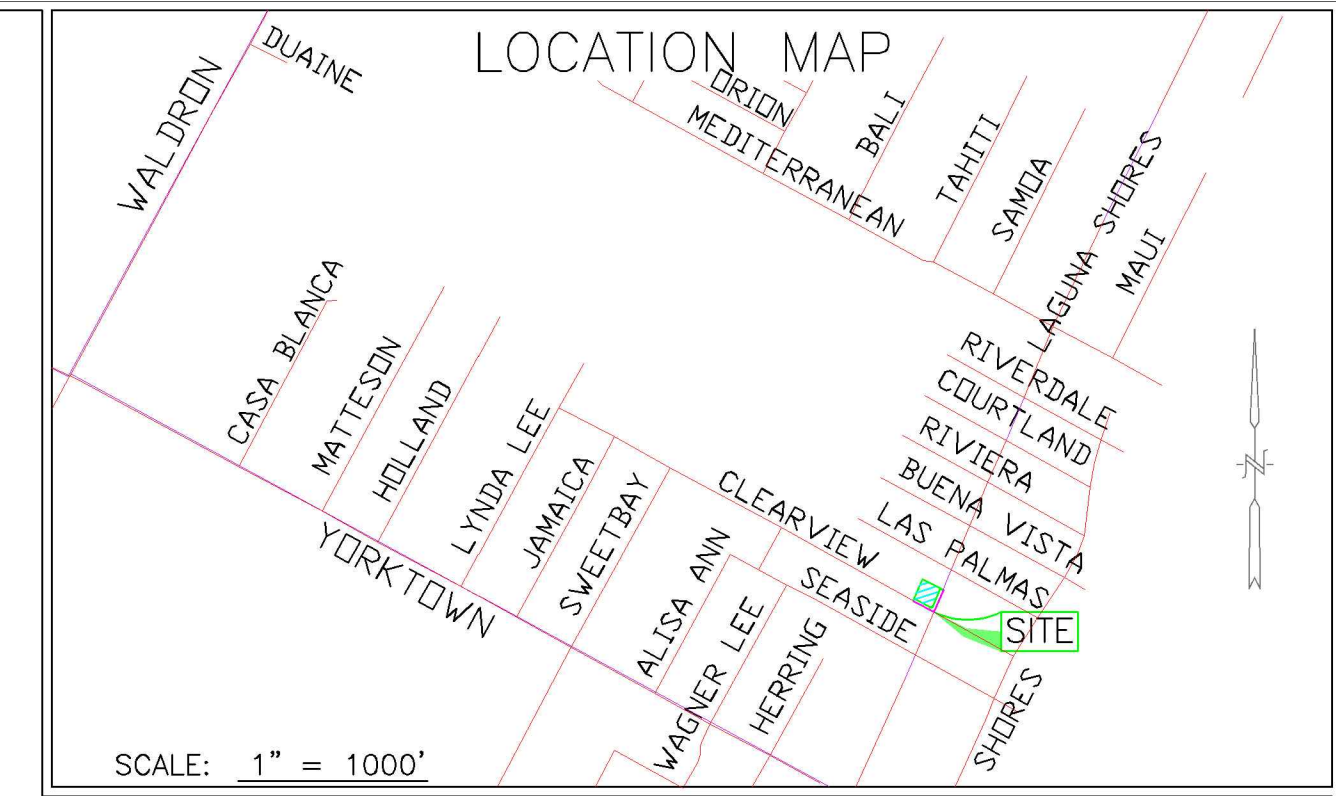 LOCATION MAP
DUAINE
WALDRON
ORION
MEDITERRANEAN
BALI
TAHITI
SAMOA
LAGUNA SHORES
MAUI
CASA BLANCA
MATTESON
HOLLAND
LYNDA LEE
JAMAICA
SWEETBAY
YORKTOWN
RIVERDALE
COURTLAND
RIVIERA
BUENA VISTA
LAS PALMAS
CLEARVIEW
SEASIDE
ALISA ANN
WAGNER LEE
HERRING
SITE
SHORES
N
SCALE: 1" = 1000'